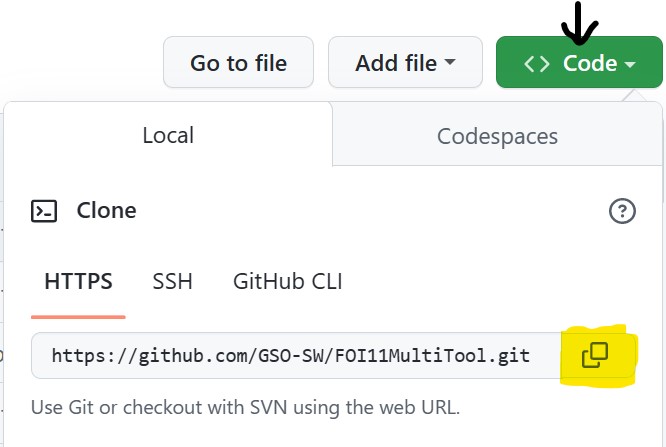 Go to file Add file <> Code
Local Codespaces
Clone
HTTPS SSH GitHub CLI
https://github.com/GSO-SW/FOI11MultiTool.git
Use Git or checkout with SVN using the web URL.